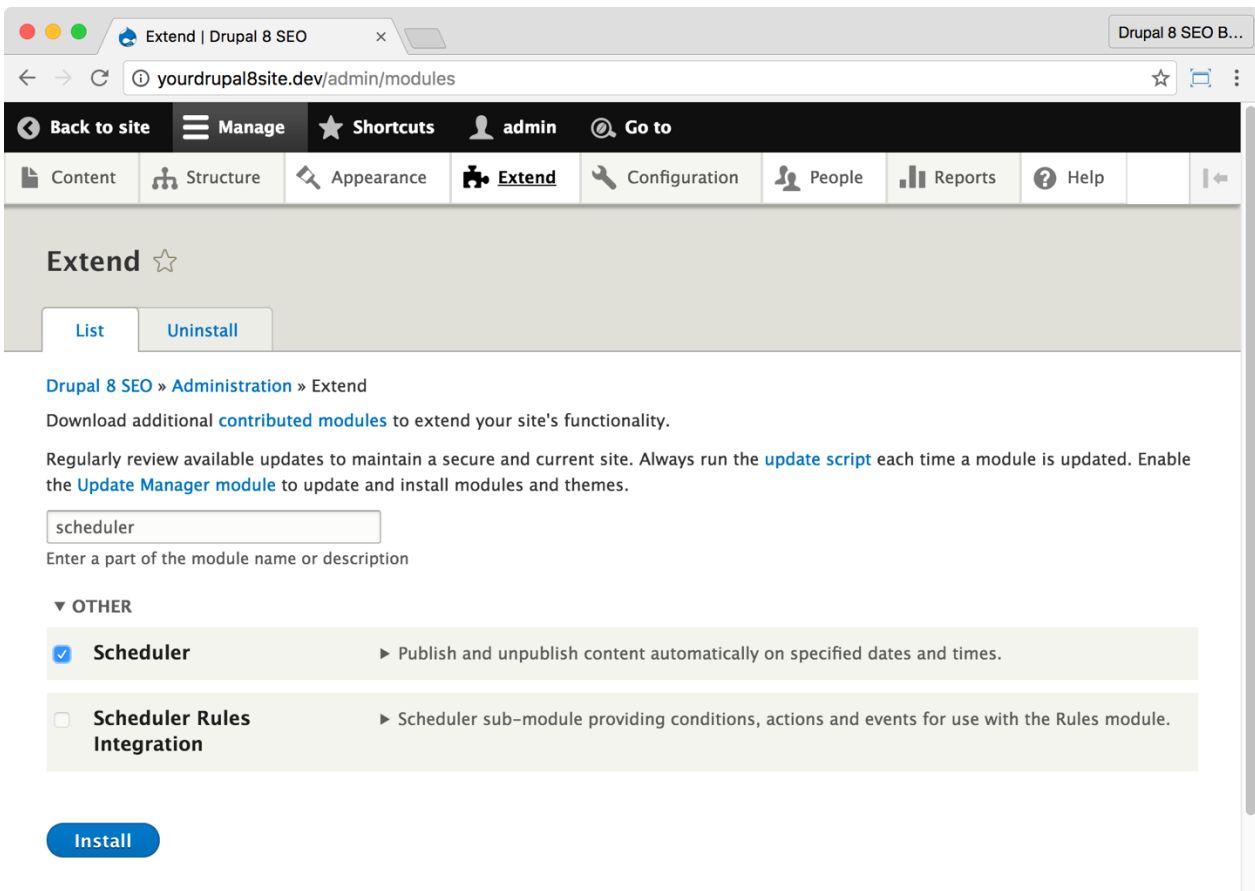 Extend | Drupal 8 SEO
Drupal 8 SEO B...
yourdrupal8site.dev/admin/modules
Back to site Manage Shortcuts admin Go to
Content Structure Appearance Extend Configuration People Reports Help
Extend
List Uninstall
Drupal 8 SEO » Administration » Extend
Download additional contributed modules to extend your site's functionality.
Regularly review available updates to maintain a secure and current site. Always run the update script each time a module is updated. Enable
the Update Manager module to update and install modules and themes.
scheduler
Enter a part of the module name or description
▼ OTHER
Scheduler ▶ Publish and unpublish content automatically on specified dates and times.
Scheduler Rules ▶ Scheduler sub-module providing conditions, actions and events for use with the Rules module.
Integration
Install